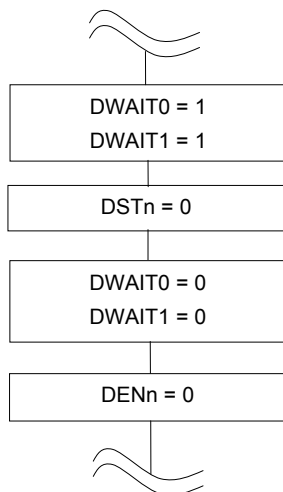 DWAIT0 = 1
DWAIT1 = 1
DSTn = 0
DWAIT0 = 0
DWAIT1 = 0
DENn = 0